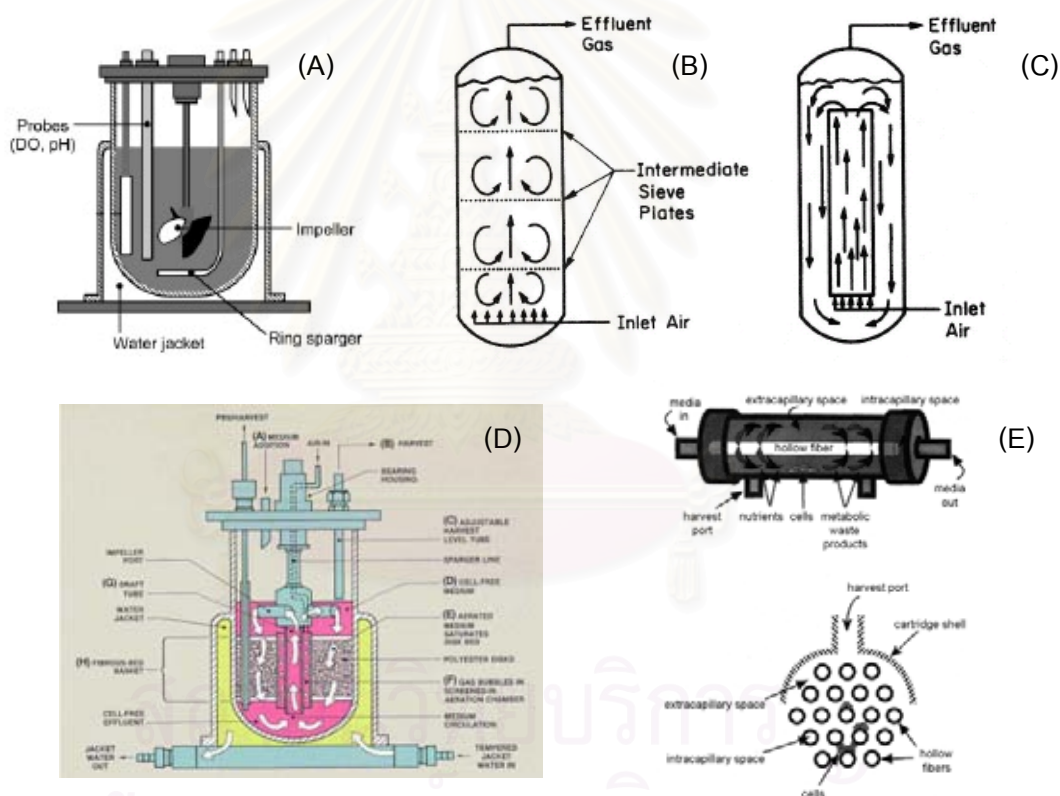 (A)
Probes
(DO, pH)
Impeller
Ring sparger
Water jacket
Effluent
Gas
(B)
Intermediate
Sieve
Plates
Inlet Air
Effluent
Gas
(C)
Inlet
Air
(D)
(A) MEDIUM
ADDITION
AIR-IN
(B) HARVEST
BEARING
HOUSING
(C) ADJUSTABLE
HARVEST
LEVEL TUBE
SPARGER LINE
IMPELLER
PORT
(G) DRAFT
TUBE
(D) CELL-FREE
MEDIUM
WATER
JACKET
(E) AERATED
MEDIUM
SATURATES
DISK BED
(H) FIBROUS-BED
BASKET
POLYESTER DISKS
(F) GAS BUBBLES IN
SCREENED-IN
AERATION CHAMBER
CELL-FREE
EFFLUENT
MEDIUM
CIRCULATION
JACKET
WATER
OUT
TEMPERED
JACKET
WATER IN
(E)
media
in
extracapillary space
intracapillary space
hollow fiber
media
out
harvest
port
nutrients
cells
metabolic
waste
products
harvest port
cartridge shell
extracapillary space
intracapillary space
hollow
fibers
cells